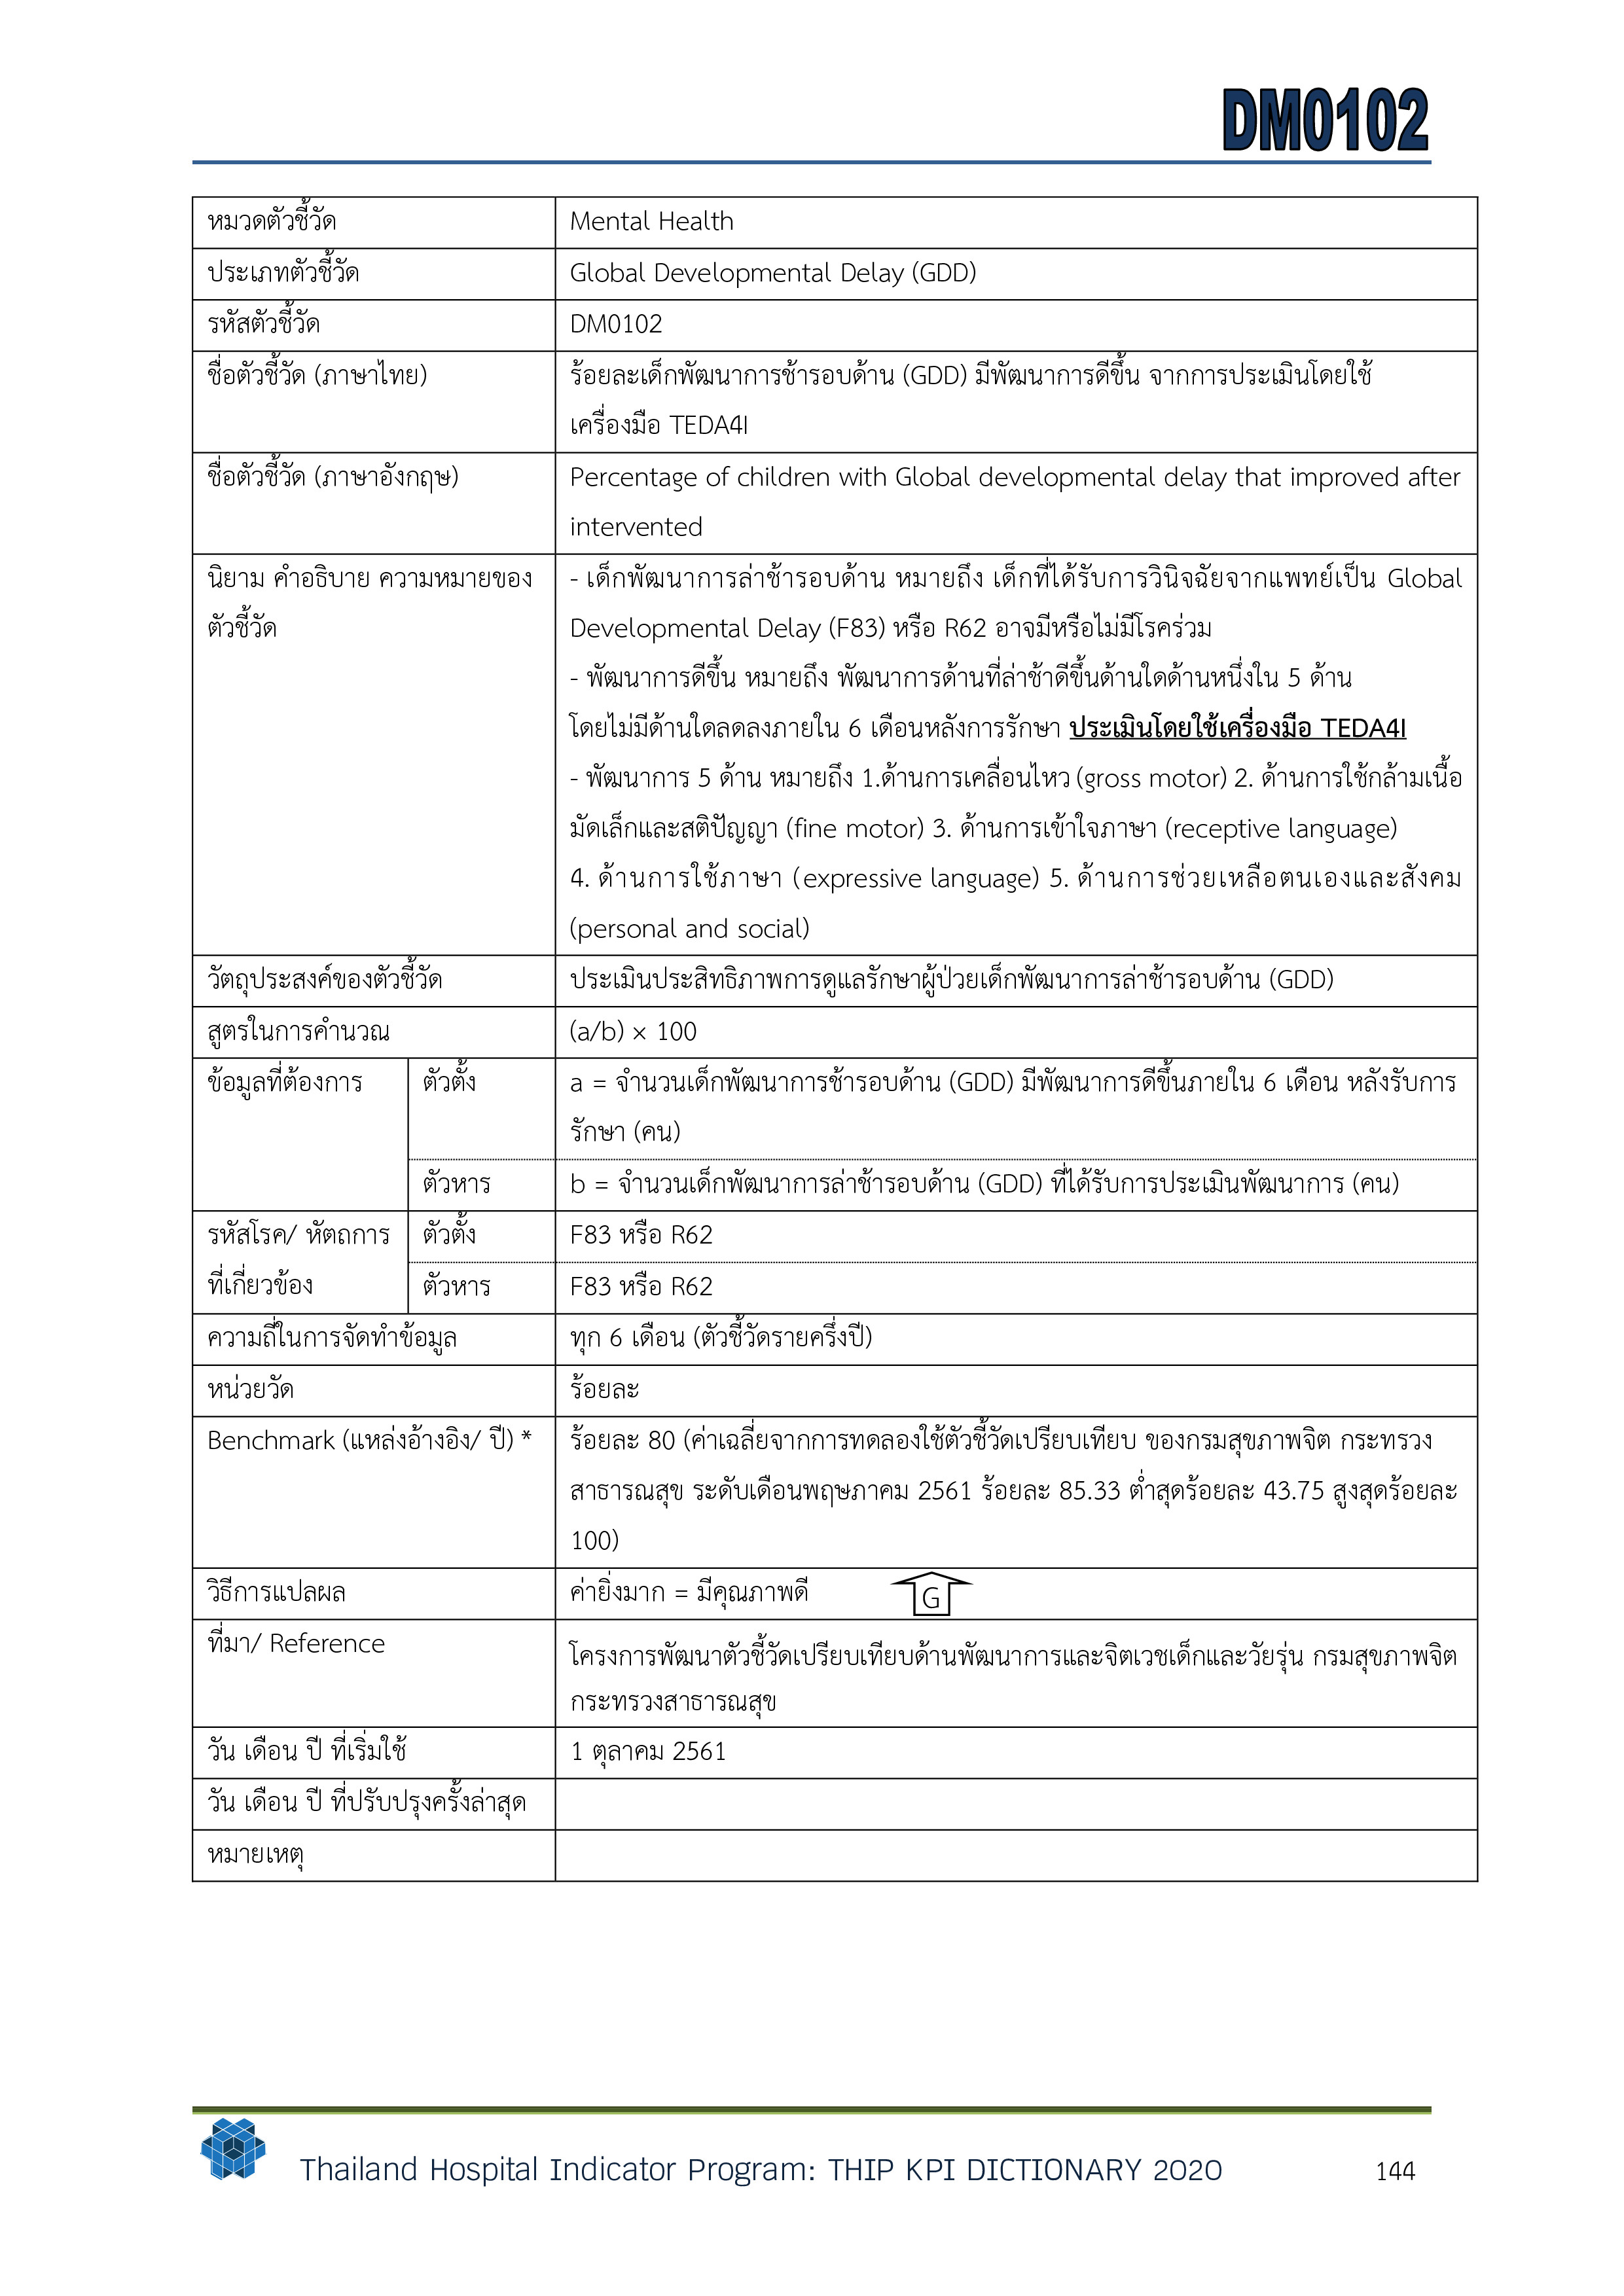 DM0102
หมวดตัวชี้วัด Mental Health
ประเภทตัวชี้วัด Global Developmental Delay (GDD)
รหัสตัวชี้วัด DM0102
ชื่อตัวชี้วัด (ภาษาไทย) ร้อยละเด็กพัฒนาการช้ารอบด้าน (GDD) มีพัฒนาการดีขึ้น จากการประเมินโดยใช้
เครื่องมือ TEDA4I
ชื่อตัวชี้วัด (ภาษาอังกฤษ) Percentage of children with Global developmental delay that improved after
intervented
นิยาม คำอธิบาย ความหมายของ - เด็กพัฒนาการล่าช้ารอบด้าน หมายถึง เด็กที่ได้รับการวินิจฉัยจากแพทย์เป็น Global
ตัวชี้วัด Developmental Delay (F83) หรือ R62 อาจมีหรือไม่มีโรคร่วม
- พัฒนาการดีขึ้น หมายถึง พัฒนาการด้านที่ล่าช้าดีขึ้นด้านใดด้านหนึ่งใน 5 ด้าน
โดยไม่มีด้านใดลดลงภายใน 6 เดือนหลังการรักษา ประเมินโดยใช้เครื่องมือ TEDA4I
- พัฒนาการ 5 ด้าน หมายถึง 1.ด้านการเคลื่อนไหว (gross motor) 2. ด้านการใช้กล้ามเนื้อ
มัดเล็กและสติปัญญา (fine motor) 3. ด้านการเข้าใจภาษา (receptive language)
4. ด้านการใช้ภาษา (expressive language) 5. ด้านการช่วยเหลือตนเองและสังคม
(personal and social)
วัตถุประสงค์ของตัวชี้วัด ประเมินประสิทธิภาพการดูแลรักษาผู้ป่วยเด็กพัฒนาการล่าช้ารอบด้าน (GDD)
สูตรในการคำนวณ (a/b) × 100
ข้อมูลที่ต้องการ ตัวตั้ง a = จำนวนเด็กพัฒนาการช้ารอบด้าน (GDD) มีพัฒนาการดีขึ้นภายใน 6 เดือน หลังรับการ
รักษา (คน)
ตัวหาร b = จำนวนเด็กพัฒนาการล่าช้ารอบด้าน (GDD) ที่ได้รับการประเมินพัฒนาการ (คน)
รหัสโรค/ หัตถการ ตัวตั้ง F83 หรือ R62
ที่เกี่ยวข้อง ตัวหาร F83 หรือ R62
ความถี่ในการจัดทำข้อมูล ทุก 6 เดือน (ตัวชี้วัดรายครึ่งปี)
หน่วยวัด ร้อยละ
Benchmark (แหล่งอ้างอิง/ ปี) * ร้อยละ 80 (ค่าเฉลี่ยจากการทดลองใช้ตัวชี้วัดเปรียบเทียบ ของกรมสุขภาพจิต กระทรวง
สาธารณสุข ระดับเดือนพฤษภาคม 2561 ร้อยละ 85.33 ต่ำสุดร้อยละ 43.75 สูงสุดร้อยละ
100)
วิธีการแปลผล ค่ายิ่งมาก = มีคุณภาพดี G
ที่มา/ Reference โครงการพัฒนาตัวชี้วัดเปรียบเทียบด้านพัฒนาการและจิตเวชเด็กและวัยรุ่น กรมสุขภาพจิต
กระทรวงสาธารณสุข
วัน เดือน ปี ที่เริ่มใช้ 1 ตุลาคม 2561
วัน เดือน ปี ที่ปรับปรุงครั้งล่าสุด
หมายเหตุ
Thailand Hospital Indicator Program: THIP KPI DICTIONARY 2020 144